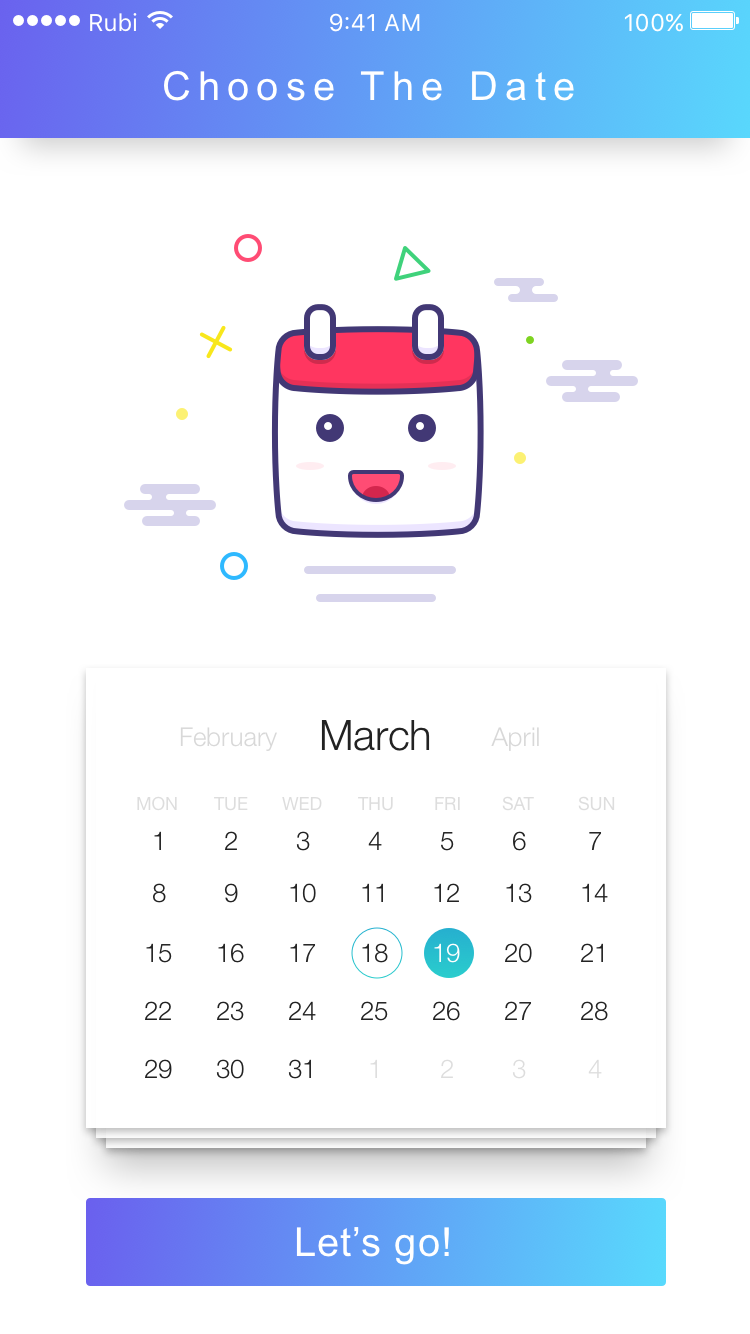 Rubi 9:41 AM 100%
Choose The Date
February March April
MON TUE WED THU FRI SAT SUN
1 2 3 4 5 6 7
8 9 10 11 12 13 14
15 16 17 18 19 20 21
22 23 24 25 26 27 28
29 30 31 1 2 3 4
Let’s go!